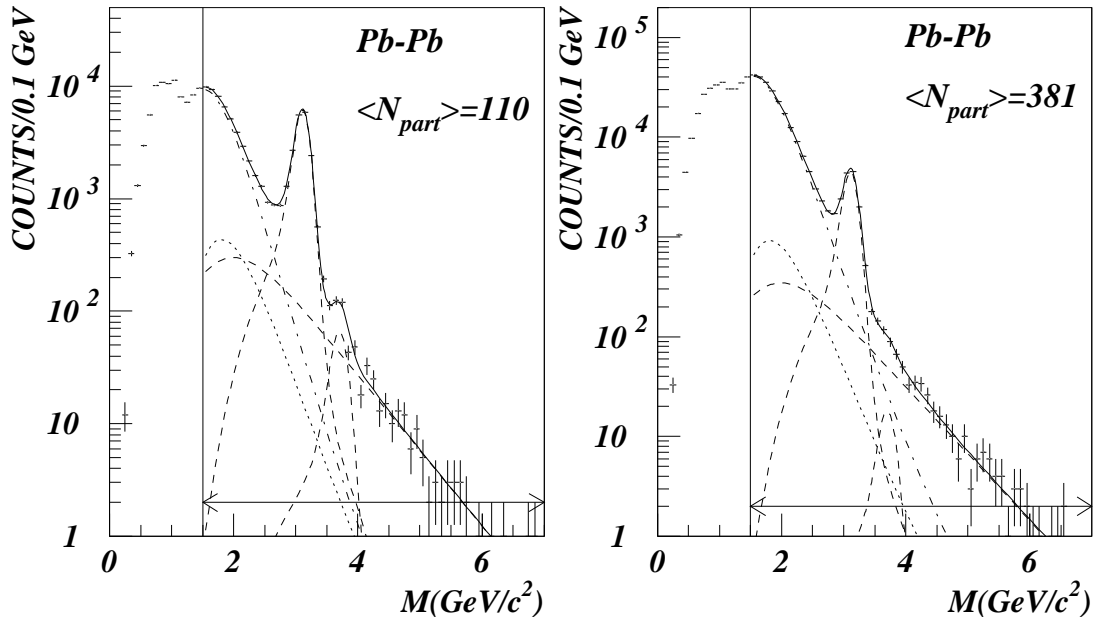 COUNTS/0.1 GeV
Pb-Pb
<N_part>=110
10^4
10^3
10^2
10
1
0 2 4 6
M(GeV/c^2)
COUNTS/0.1 GeV
Pb-Pb
<N_part>=381
10^5
10^4
10^3
10^2
10
1
0 2 4 6
M(GeV/c^2)